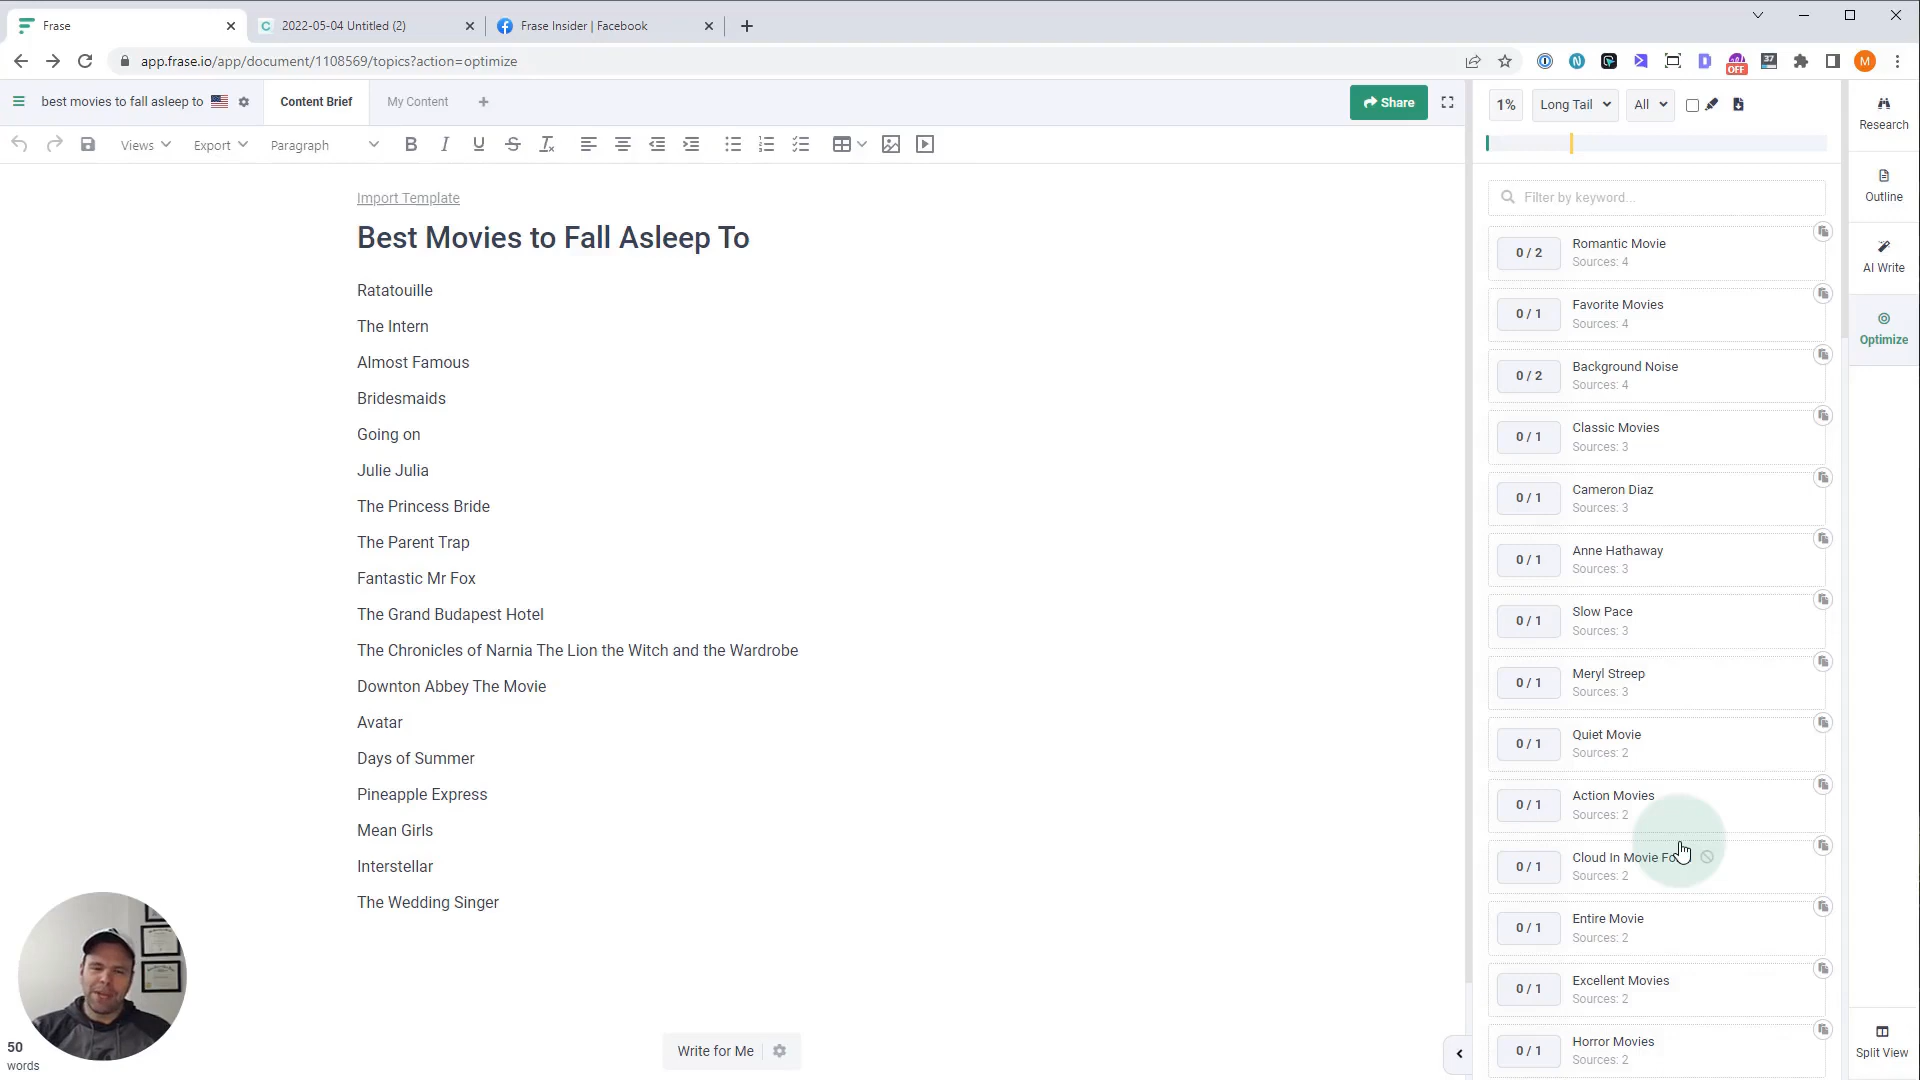 Frase
2022-05-04 Untitled (2)
Frase Insider | Facebook
app.frase.io/app/document/1108569/topics?action=optimize
OFF
37
M
best movies to fall asleep to
Content Brief
My Content
Share
1%
Long Tail
All
Research
Views
Export
Paragraph
Outline
Import Template
Filter by keyword...
Best Movies to Fall Asleep To
0 / 2
Romantic Movie
Sources: 4
AI Write
Ratatouille
0 / 1
Favorite Movies
Sources: 4
The Intern
Optimize
Almost Famous
0 / 2
Background Noise
Sources: 4
Bridesmaids
Going on
0 / 1
Classic Movies
Sources: 3
Julie Julia
The Princess Bride
0 / 1
Cameron Diaz
Sources: 3
The Parent Trap
0 / 1
Anne Hathaway
Sources: 3
Fantastic Mr Fox
The Grand Budapest Hotel
0 / 1
Slow Pace
Sources: 3
The Chronicles of Narnia The Lion the Witch and the Wardrobe
Downton Abbey The Movie
0 / 1
Meryl Streep
Sources: 3
Avatar
0 / 1
Quiet Movie
Sources: 2
Days of Summer
Pineapple Express
0 / 1
Action Movies
Sources: 2
Mean Girls
Interstellar
0 / 1
Cloud In Movie
Sources: 2
The Wedding Singer
0 / 1
Entire Movie
Sources: 2
0 / 1
Excellent Movies
Sources: 2
0 / 1
Horror Movies
Sources: 2
50
words
Write for Me
Split View